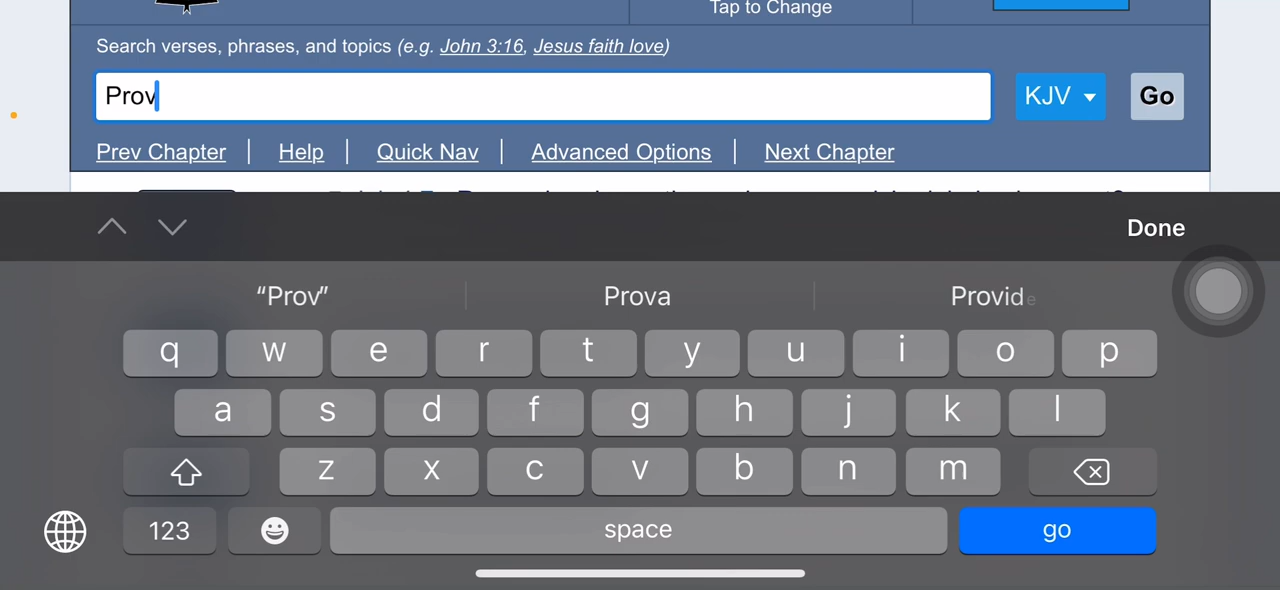 Tap to Change
Search verses, phrases, and topics (e.g. John 3:16, Jesus faith love)
Prov KJV Go
Prev Chapter | Help | Quick Nav | Advanced Options | Next Chapter
Done
“Prov” Prova Provide
q w e r t y u i o p
a s d f g h j k l
z x c v b n m
123 space go